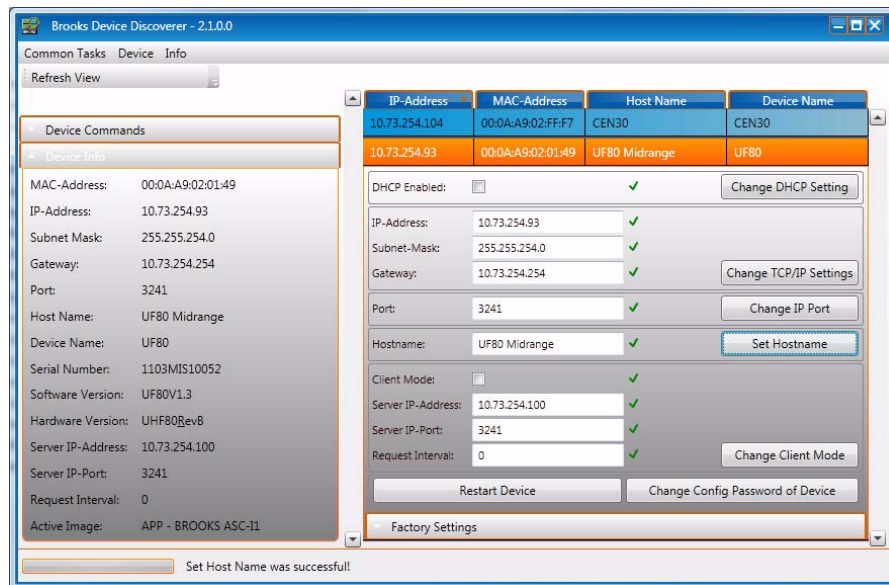 Brooks Device Discoverer - 2.1.0.0
Common Tasks Device Info
Refresh View
Device Commands
Device Info
MAC-Address: 00:0A:A9:02:01:49
IP-Address: 10.73.254.93
Subnet Mask: 255.255.254.0
Gateway: 10.73.254.254
Port: 3241
Host Name: UF80 Midrange
Device Name: UF80
Serial Number: 1103MIS10052
Software Version: UF80V1.3
Hardware Version: UHF80RevB
Server IP-Address: 10.73.254.100
Server IP-Port: 3241
Request Interval: 0
Active Image: APP - BROOKS ASC-I1
IP-Address MAC-Address Host Name Device Name
10.73.254.104 00:0A:A9:02:FF:F7 CEN30 CEN30
10.73.254.93 00:0A:A9:02:01:49 UF80 Midrange UF80
DHCP Enabled: Change DHCP Setting
IP-Address: 10.73.254.93
Subnet-Mask: 255.255.254.0
Gateway: 10.73.254.254 Change TCP/IP Settings
Port: 3241 Change IP Port
Hostname: UF80 Midrange Set Hostname
Client Mode:
Server IP-Address: 10.73.254.100
Server IP-Port: 3241
Request Interval: 0 Change Client Mode
Restart Device Change Config Password of Device
Factory Settings
Set Host Name was successful!